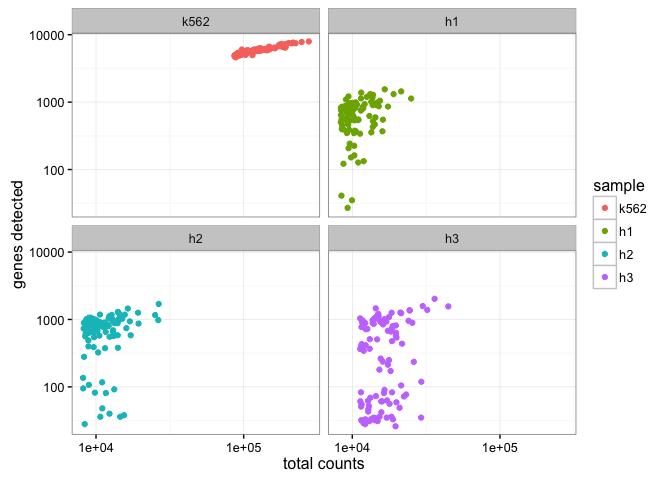 k562
h1
10000
1000
100
genes detected
h2
h3
10000
1000
100
1e+04
1e+05
1e+04
1e+05
total counts
sample
k562
h1
h2
h3